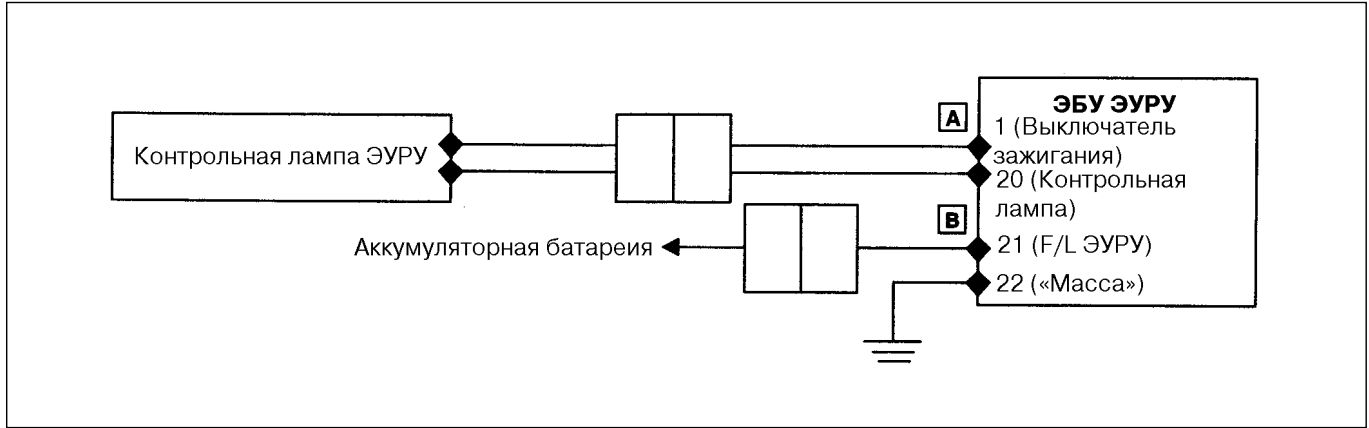 ЭБУ ЭУРУ
A
1 (Выключатель
зажигания)
Контрольная лампа ЭУРУ
20 (Контрольная
лампа)
B
Аккумуляторная батареия
21 (F/L ЭУРУ)
22 («Масса»)